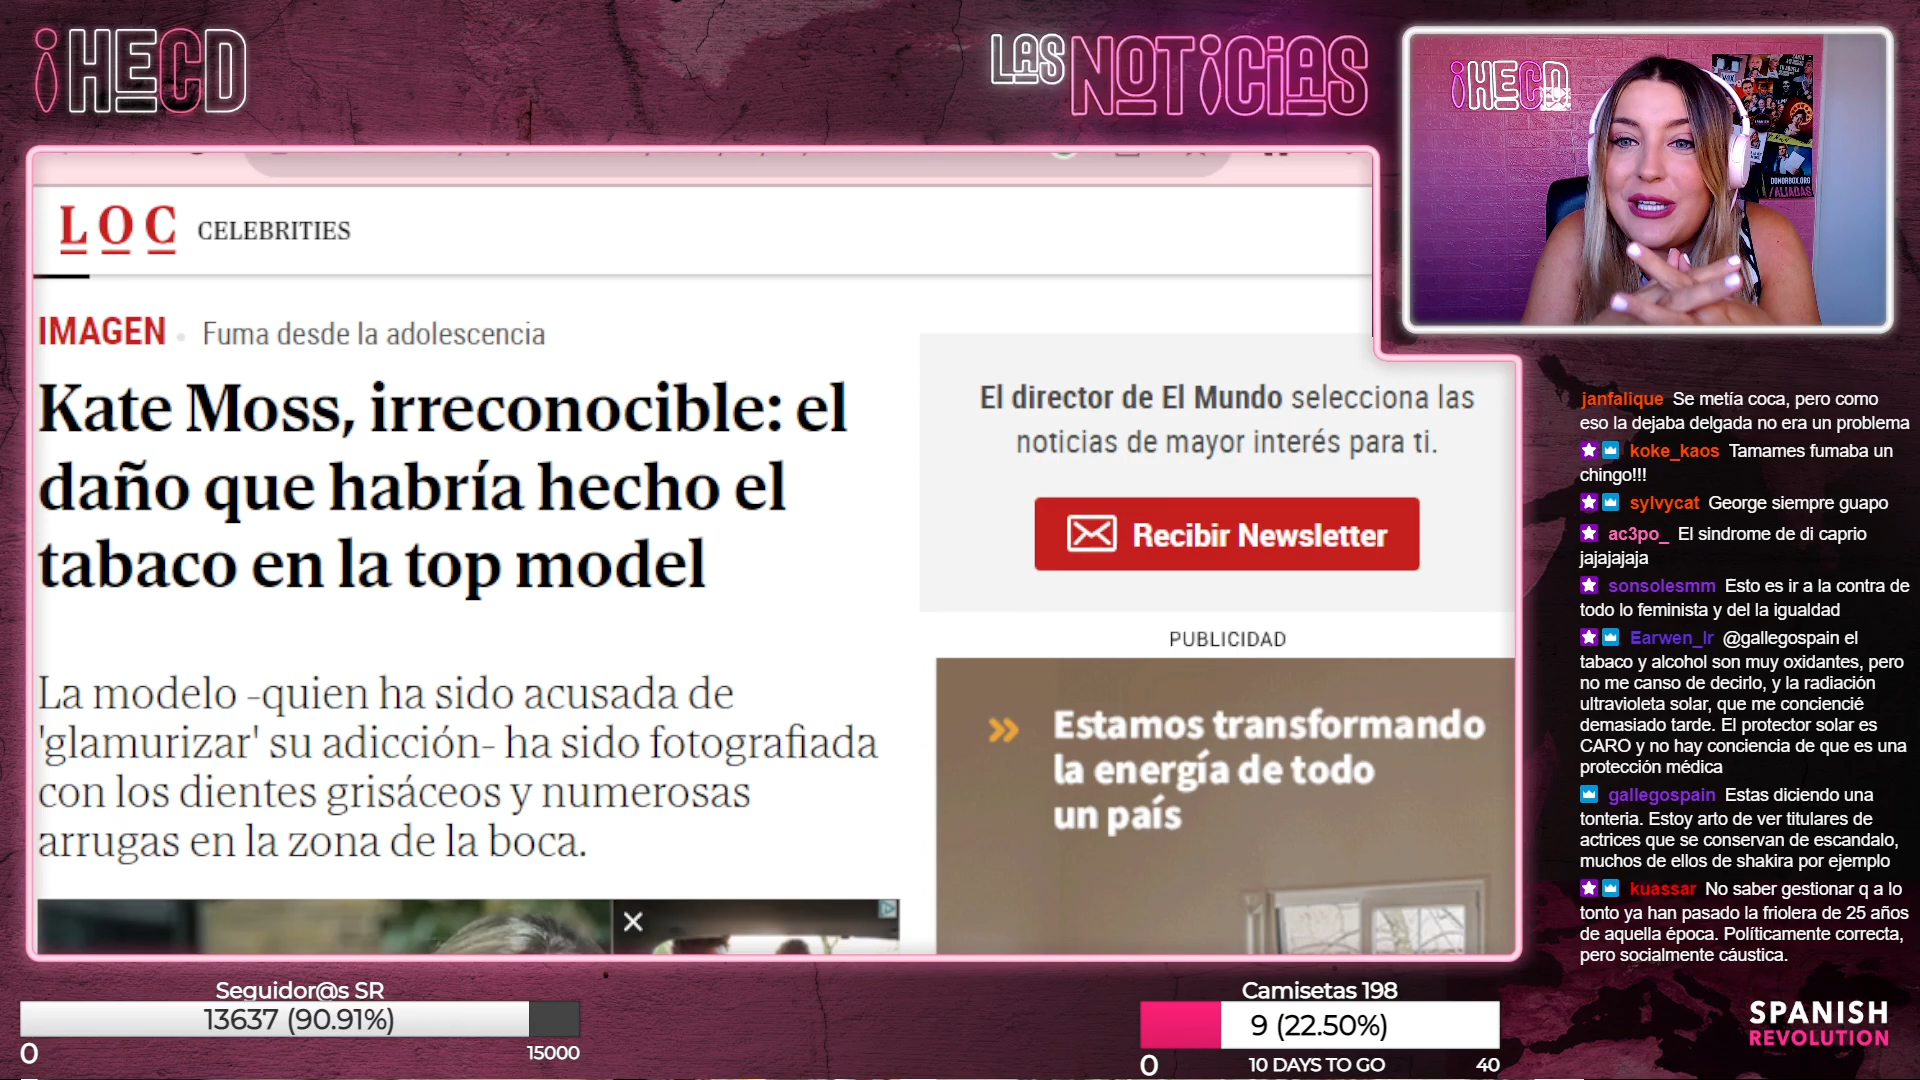 ¡HECD
LAS NOTICIAS
¡HECD
DONORBOX.ORG
/ALIADAS
LOC CELEBRITIES
IMAGEN • Fuma desde la adolescencia
Kate Moss, irreconocible: el
daño que habría hecho el
tabaco en la top model
La modelo -quien ha sido acusada de
'glamurizar' su adicción- ha sido fotografiada
con los dientes grisáceos y numerosas
arrugas en la zona de la boca.
El director de El Mundo selecciona las
noticias de mayor interés para ti.
Recibir Newsletter
PUBLICIDAD
Estamos transformando
la energía de todo
un país
janfalique Se metía coca, pero como
eso la dejaba delgada no era un problema
koke_kaos Tamames fumaba un
chingo!!!
sylvycat George siempre guapo
ac3po_ El sindrome de di caprio
jajajajaja
sonsolesmm Esto es ir a la contra de
todo lo feminista y del la igualdad
Earwen_lr @gallegospain el
tabaco y alcohol son muy oxidantes, pero
no me canso de decirlo, y la radiación
ultravioleta solar, que me conciencié
demasiado tarde. El protector solar es
CARO y no hay conciencia de que es una
protección médica
gallegospain Estas diciendo una
tonteria. Estoy arto de ver titulares de
actrices que se conservan de escandalo,
muchos de ellos de shakira por ejemplo
kuassar No saber gestionar q a lo
tonto ya han pasado la friolera de 25 años
de aquella época. Políticamente correcta,
pero socialmente cáustica.
Seguidor@s SR
13637 (90.91%)
0 15000
Camisetas 198
9 (22.50%)
0 10 DAYS TO GO 40
SPANISH
REVOLUTION